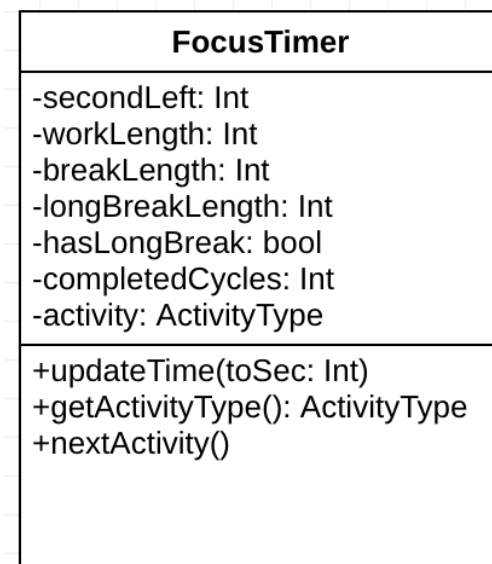 FocusTimer
-secondLeft: Int
-workLength: Int
-breakLength: Int
-longBreakLength: Int
-hasLongBreak: bool
-completedCycles: Int
-activity: ActivityType
+updateTime(toSec: Int)
+getActivityType(): ActivityType
+nextActivity()